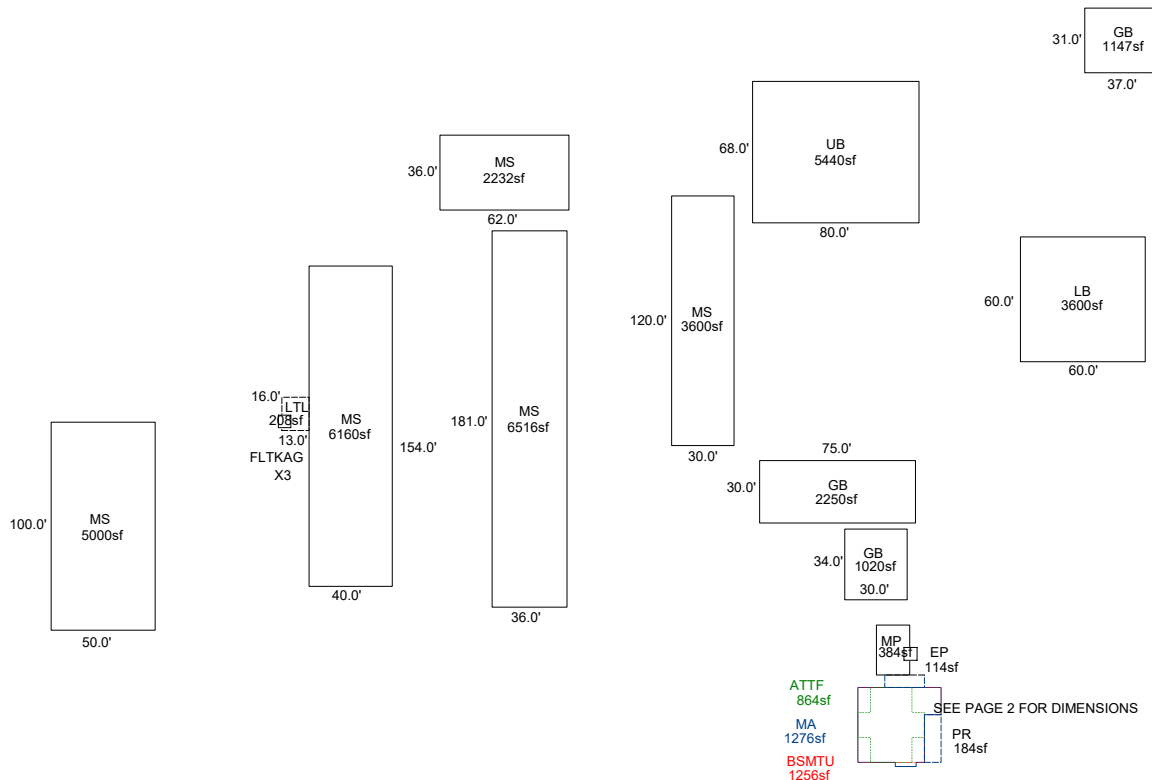 GB
1147sf
31.0'
37.0'
UB
5440sf
68.0'
80.0'
MS
2232sf
36.0'
62.0'
LB
3600sf
60.0'
60.0'
MS
3600sf
120.0'
30.0'
16.0'
LTL
208sf
13.0'
FLTKAG
X3
MS
6160sf
154.0'
40.0'
MS
6516sf
181.0'
36.0'
75.0'
GB
2250sf
30.0'
MS
5000sf
100.0'
50.0'
GB
1020sf
34.0'
30.0'
MP
384sf
EP
114sf
ATTF
864sf
SEE PAGE 2 FOR DIMENSIONS
MA
1276sf
PR
184sf
BSMTU
1256sf